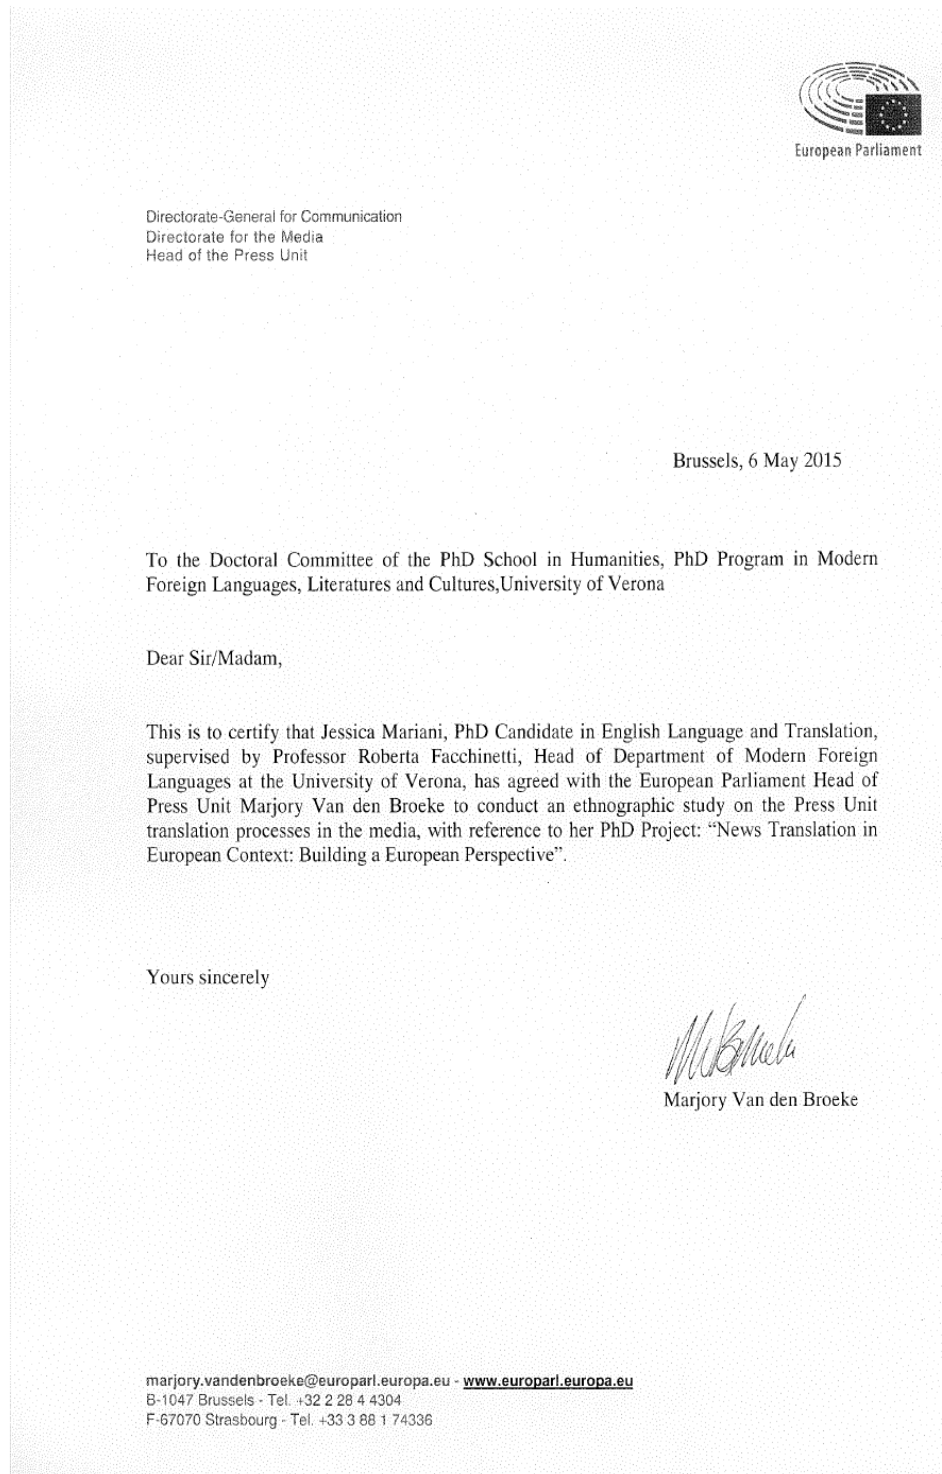 European Parliament
Directorate-General for Communication
Directorate for the Media
Head of the Press Unit
Brussels, 6 May 2015
To the Doctoral Committee of the PhD School in Humanities, PhD Program in Modern
Foreign Languages, Literatures and Cultures,University of Verona
Dear Sir/Madam,
This is to certify that Jessica Mariani, PhD Candidate in English Language and Translation,
supervised by Professor Roberta Facchinetti, Head of Department of Modern Foreign
Languages at the University of Verona, has agreed with the European Parliament Head of
Press Unit Marjory Van den Broeke to conduct an ethnographic study on the Press Unit
translation processes in the media, with reference to her PhD Project: “News Translation in
European Context: Building a European Perspective”.
Yours sincerely
Marjory Van den Broeke
marjory.vandenbroeke@europarl.europa.eu - www.europarl.europa.eu
B-1047 Brussels - Tel. +32 2 28 4 4304
F-67070 Strasbourg - Tel. +33 3 88 1 74336